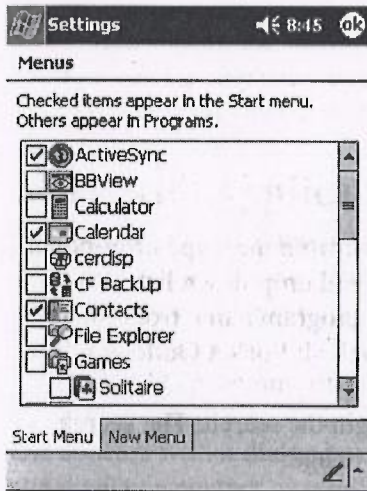 Settings 8:45 ok
Menus
Checked items appear in the Start menu.
Others appear in Programs.
ActiveSync
BBView
Calculator
Calendar
cerdisp
CF Backup
Contacts
File Explorer
Games
Solitaire
Start Menu New Menu